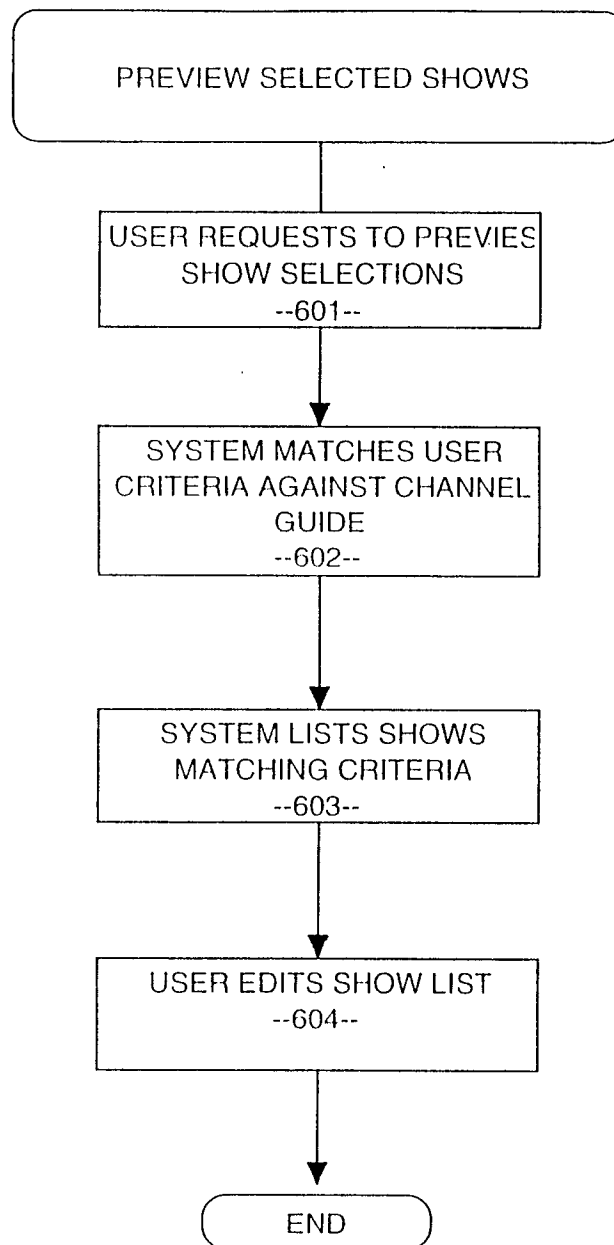 PREVIEW SELECTED SHOWS
USER REQUESTS TO PREVIES
SHOW SELECTIONS
--601--
SYSTEM MATCHES USER
CRITERIA AGAINST CHANNEL
GUIDE
--602--
SYSTEM LISTS SHOWS
MATCHING CRITERIA
--603--
USER EDITS SHOW LIST
--604--
END